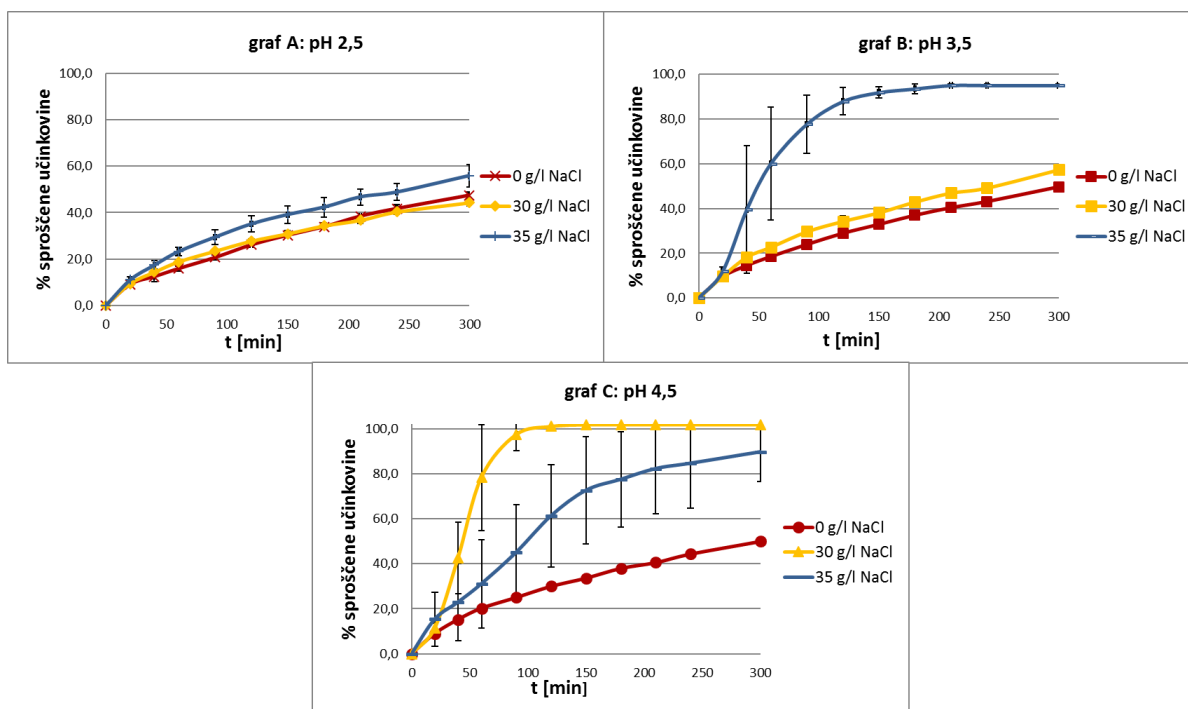 graf A: pH 2,5
% sproščene učinkovine
100,0
80,0
60,0
40,0
20,0
0,0
0 50 100 150 200 250 300
t [min]
0 g/l NaCl
30 g/l NaCl
35 g/l NaCl
graf B: pH 3,5
% sproščene učinkovine
100,0
80,0
60,0
40,0
20,0
0,0
0 50 100 150 200 250 300
t [min]
0 g/l NaCl
30 g/l NaCl
35 g/l NaCl
graf C: pH 4,5
% sproščene učinkovine
100,0
80,0
60,0
40,0
20,0
0,0
0 50 100 150 200 250 300
t [min]
0 g/l NaCl
30 g/l NaCl
35 g/l NaCl